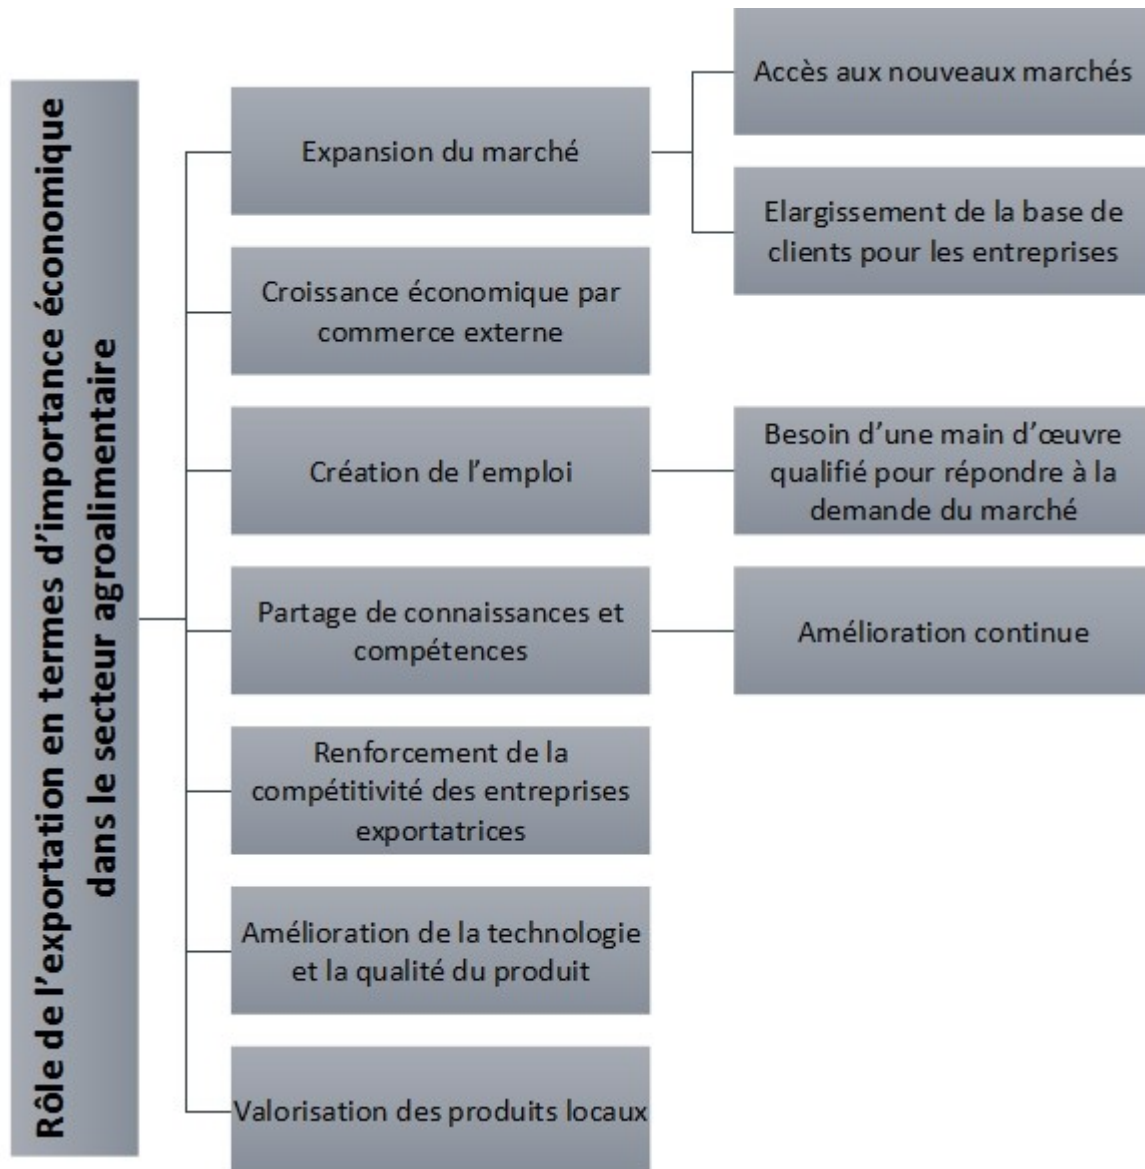 Rôle de l'exportation en termes d'importance économique
dans le secteur agroalimentaire
Expansion du marché
Accès aux nouveaux marchés
Elargissement de la base de
clients pour les entreprises
Croissance économique par
commerce externe
Création de l'emploi
Besoin d'une main d'œuvre
qualifié pour répondre à la
demande du marché
Partage de connaissances et
compétences
Amélioration continue
Renforcement de la
compétitivité des entreprises
exportatrices
Amélioration de la technologie
et la qualité du produit
Valorisation des produits locaux